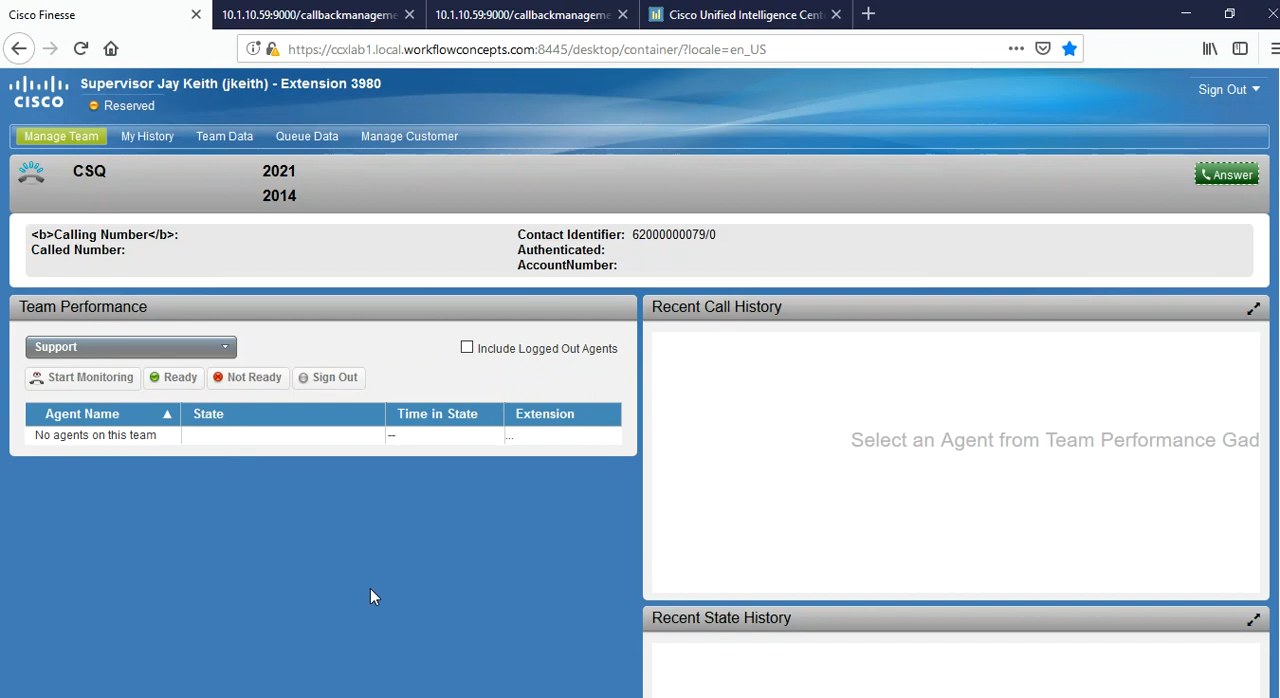 Cisco Finesse
10.1.10.59:9000/callbackmanageme
10.1.10.59:9000/callbackmanageme
Cisco Unified Intelligence Cent
https://ccxlab1.local.workflowconcepts.com:8445/desktop/container/?locale=en_US
CISCO
Supervisor Jay Keith (jkeith) - Extension 3980
Reserved
Sign Out
Manage Team
My History
Team Data
Queue Data
Manage Customer
CSQ
2021
2014
Answer
<b>Calling Number</b>:
Called Number:
Contact Identifier: 62000000079/0
Authenticated:
AccountNumber:
Team Performance
Support
Include Logged Out Agents
Start Monitoring
Ready
Not Ready
Sign Out
Agent Name
State
Time in State
Extension
No agents on this team
--
...
Recent Call History
Select an Agent from Team Performance Gad
Recent State History